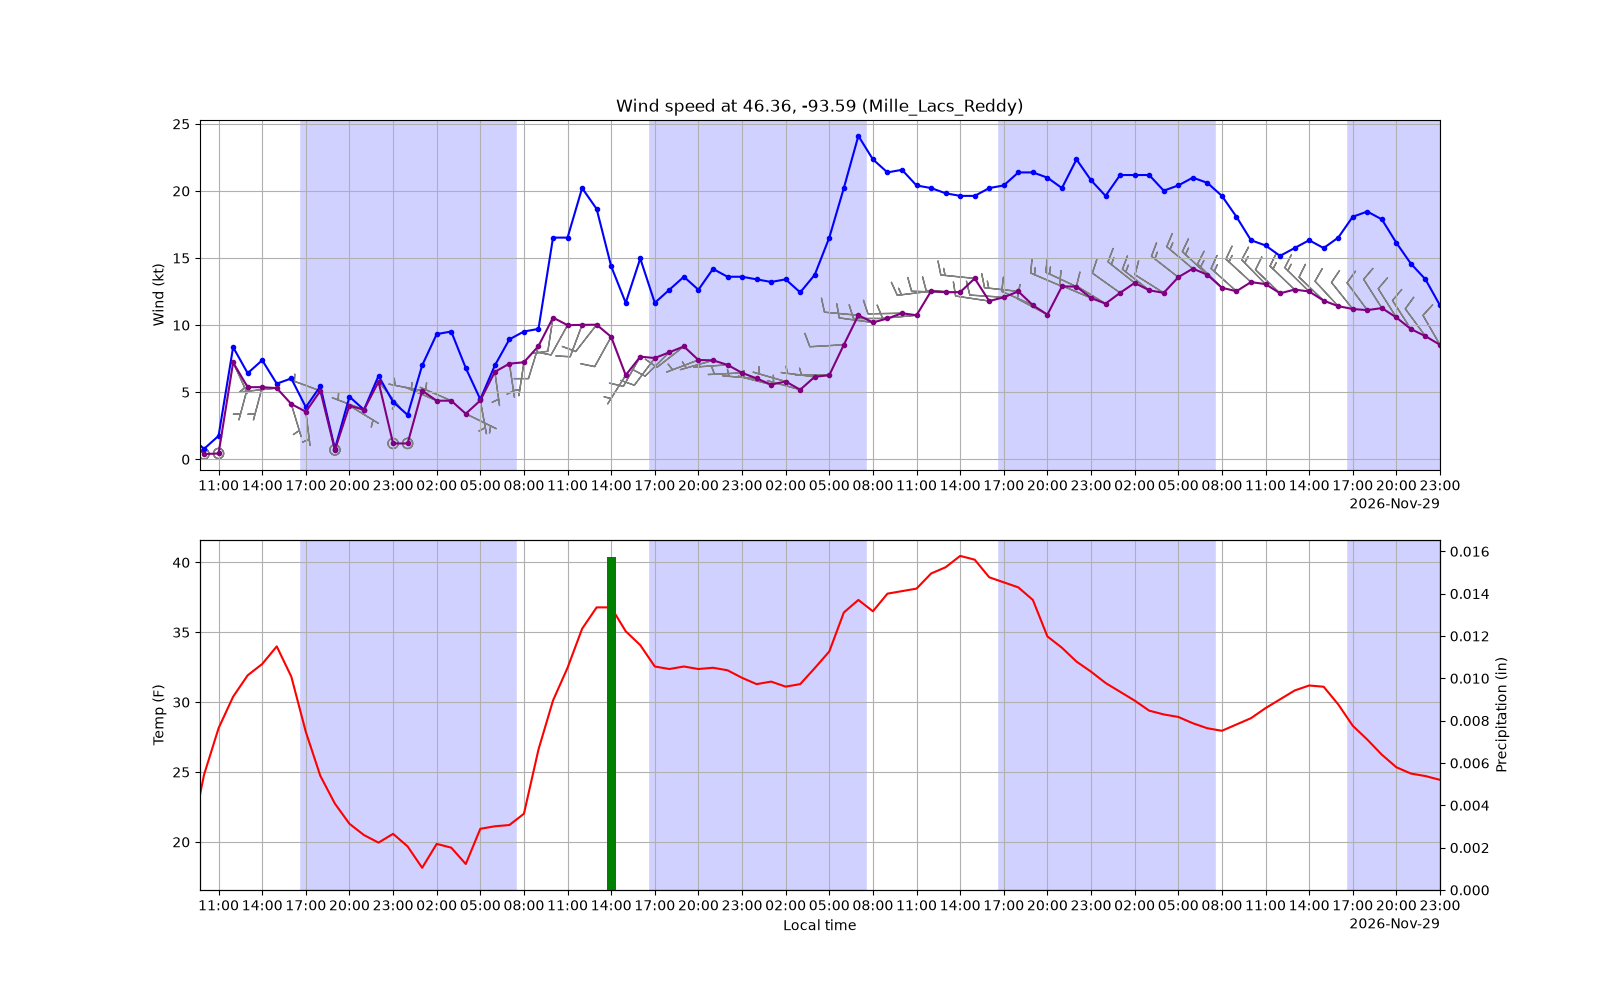 Wind speed at 46.36, -93.59 (Mille_Lacs_Reddy)
25
20
15
10
5
0
Wind (kt)
11:00 14:00 17:00 20:00 23:00 02:00 05:00 08:00 11:00 14:00 17:00 20:00 23:00 02:00 05:00 08:00 11:00 14:00 17:00 20:00 23:00 02:00 05:00 08:00 11:00 14:00 17:00 20:00 23:00
2026-Nov-29
40
35
30
25
20
Temp (F)
0.016
0.014
0.012
0.010
0.008
0.006
0.004
0.002
0.000
Precipitation (in)
11:00 14:00 17:00 20:00 23:00 02:00 05:00 08:00 11:00 14:00 17:00 20:00 23:00 02:00 05:00 08:00 11:00 14:00 17:00 20:00 23:00 02:00 05:00 08:00 11:00 14:00 17:00 20:00 23:00
Local time
2026-Nov-29